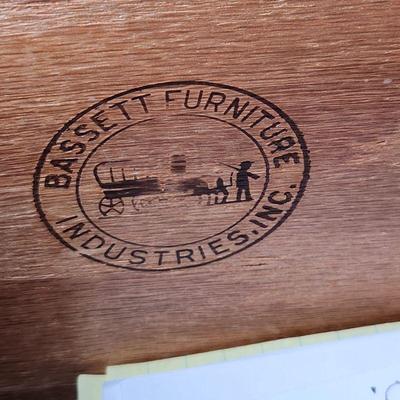 BASSETT FURNITURE
INDUSTRIES, INC.